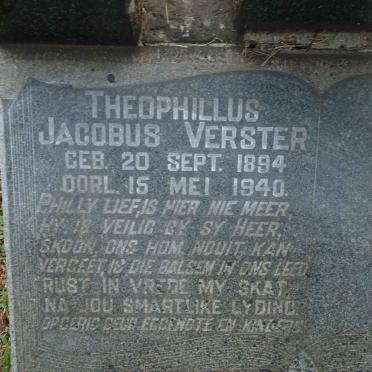 THEOPHILLUS
JACOBUS VERSTER
GEB. 20 SEPT. 1894
OORL. 15 MEI 1940.
PHILLY LIEF, IS HIER NIE MEER,
HY IS VEILIG BY SY HEER,
SKOON, ONS HOM NOUIT KAN
VERGEET, IS DIE BALSEM IN ONS LEED
RUST IN VREDE MY SKAT,
NA JOU SMARTLIKE LYDING.
OPGERIG DEUR EGGENOTE EN KINDERS